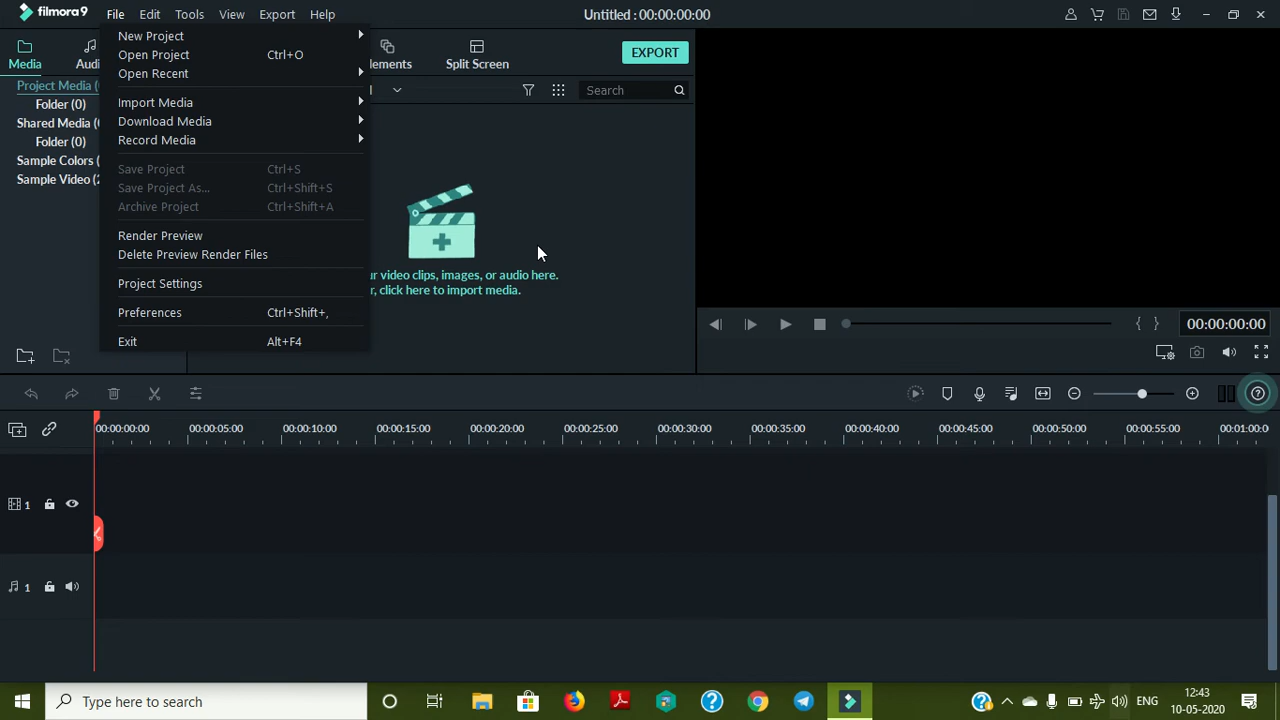 filmora9 File Edit Tools View Export Help Untitled : 00:00:00:00
New Project
Open Project Ctrl+O
Open Recent
Import Media
Download Media
Record Media
Save Project Ctrl+S
Save Project As... Ctrl+Shift+S
Archive Project Ctrl+Shift+A
Render Preview
Delete Preview Render Files
Project Settings
Preferences Ctrl+Shift+,
Exit Alt+F4
Media Audi lements Split Screen EXPORT
Project Media (
Folder (0)
Shared Media (
Folder (0)
Sample Colors (
Sample Video (2
Search
ur video clips, images, or audio here.
r, click here to import media.
{ } 00:00:00:00
00:00:00:00 00:00:05:00 00:00:10:00 00:00:15:00 00:00:20:00 00:00:25:00 00:00:30:00 00:00:35:00 00:00:40:00 00:00:45:00 00:00:50:00 00:00:55:00 00:01:00:0
1
1
Type here to search ENG 12:43
10-05-2020